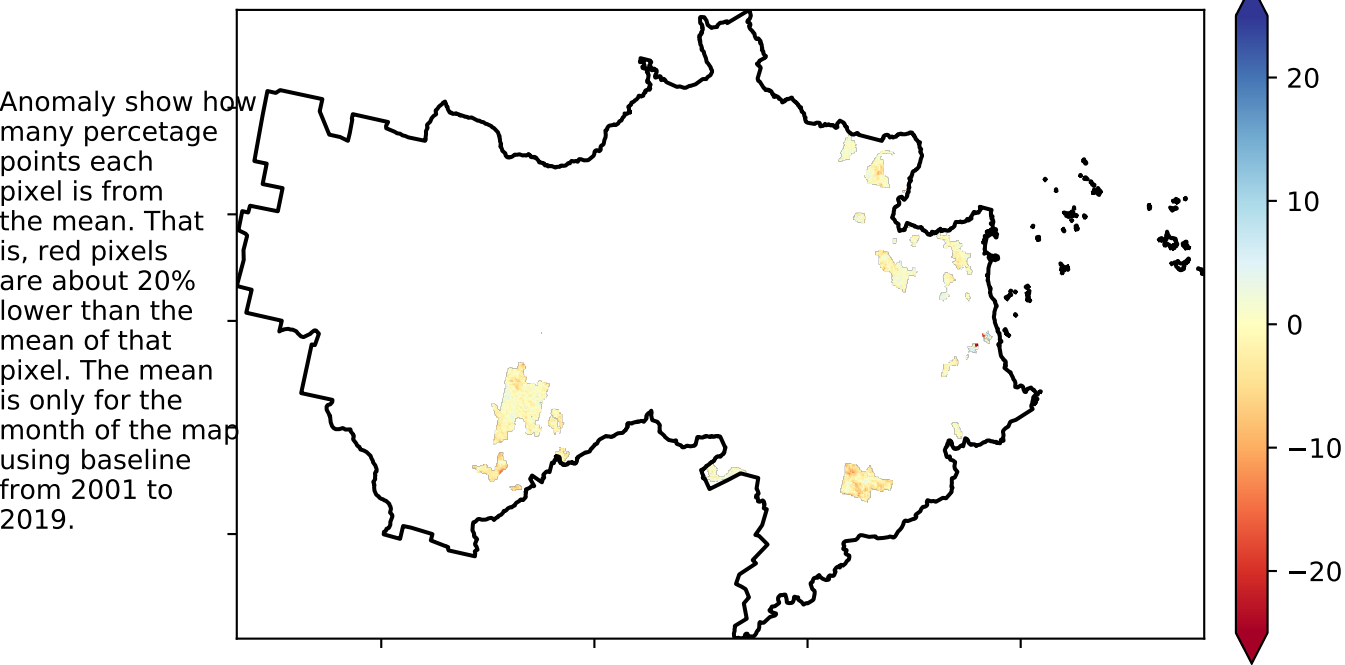 Anomaly show how
many percetage
points each
pixel is from
the mean. That
is, red pixels
are about 20%
lower than the
mean of that
pixel. The mean
is only for the
month of the map
using baseline
from 2001 to
2019.
20
10
0
−10
−20